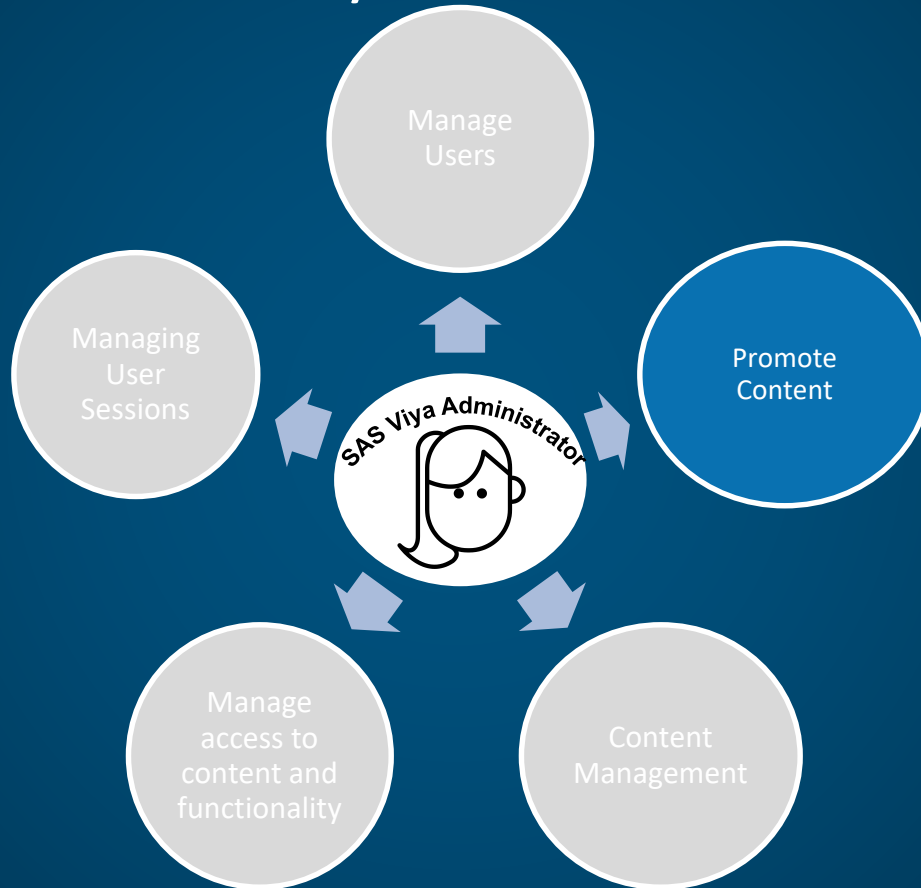 Manage
Users
Managing
User
Sessions
Promote
Content
SAS Viya Administrator
Manage
access to
content and
functionality
Content
Management